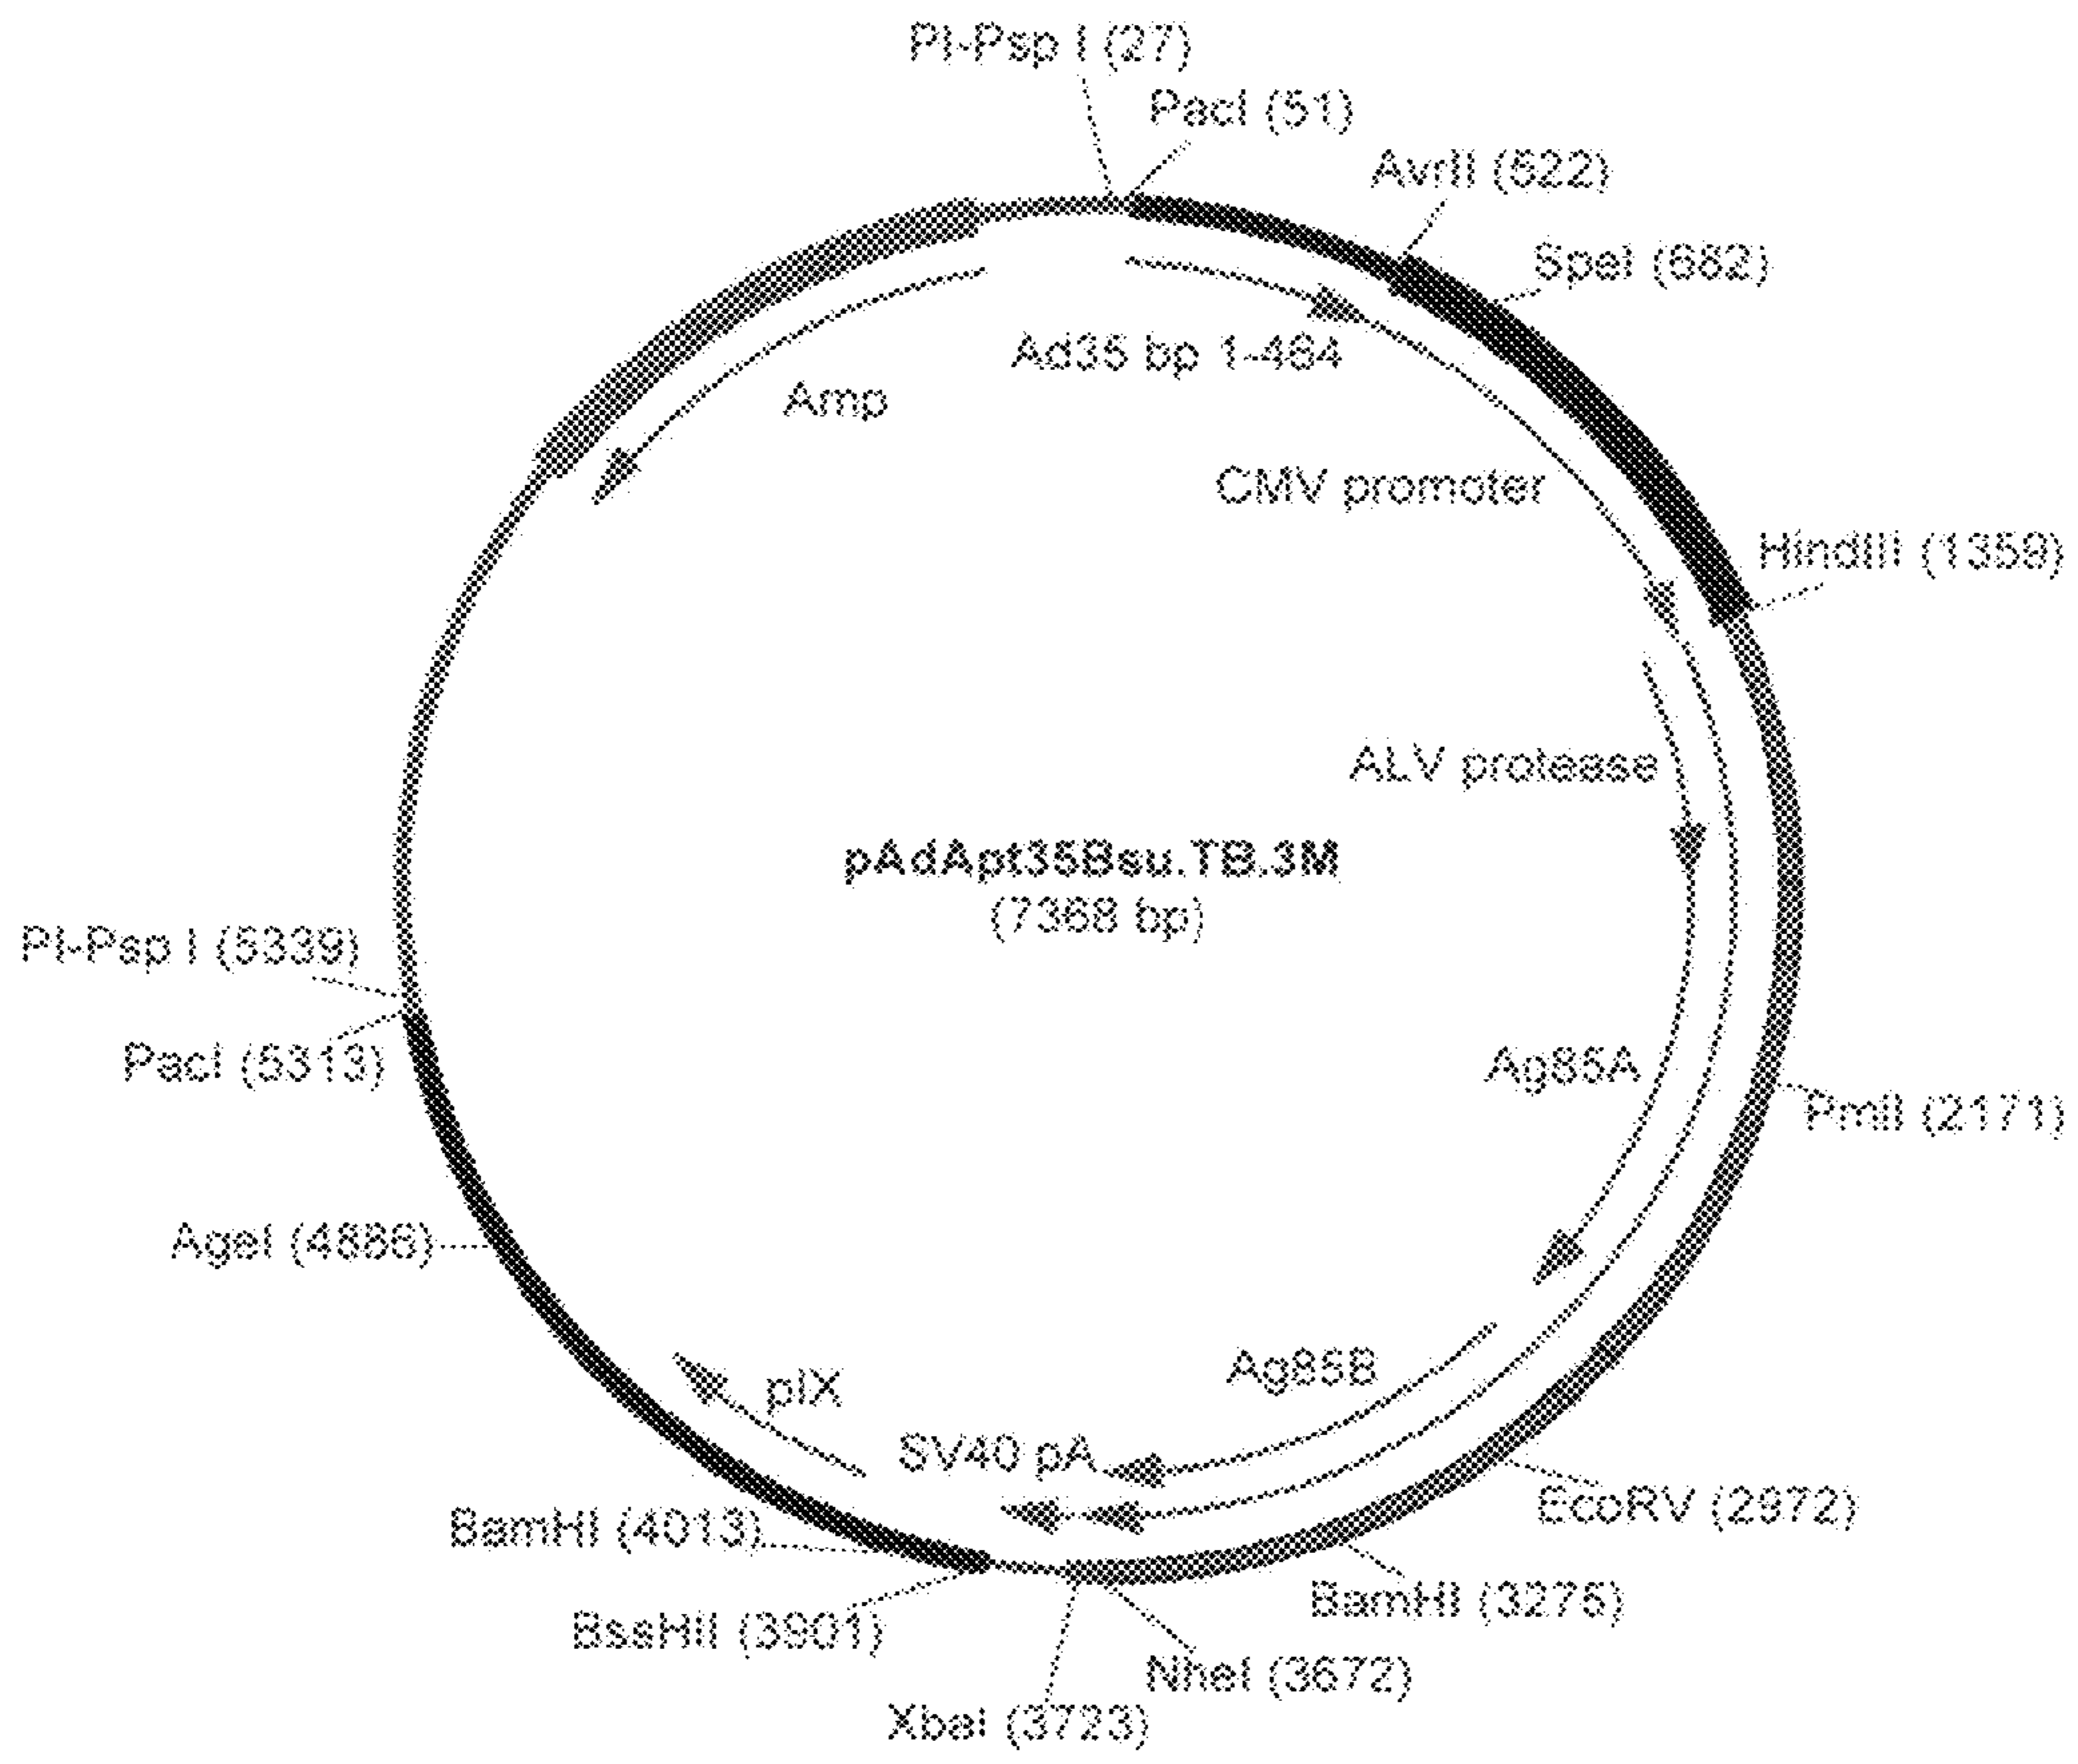 PI-Psp I (27)
PacI (51)
AvrII (522)
SpeI (682)
Ad35 bp 1-464
Amp
CMV promoter
HindIII (1359)
ALV protease
pAdApt35Bsu.TB.3M
(7368 bp)
PI-Psp I (5339)
PacI (5313)
Ag85A
PmlI (2171)
AgeI (4886)
Ag85B
pIX
SV40 pA
EcoRV (2972)
BamHI (4013)
BamHI (3276)
BssHII (3901)
NheI (3672)
XbaI (3723)